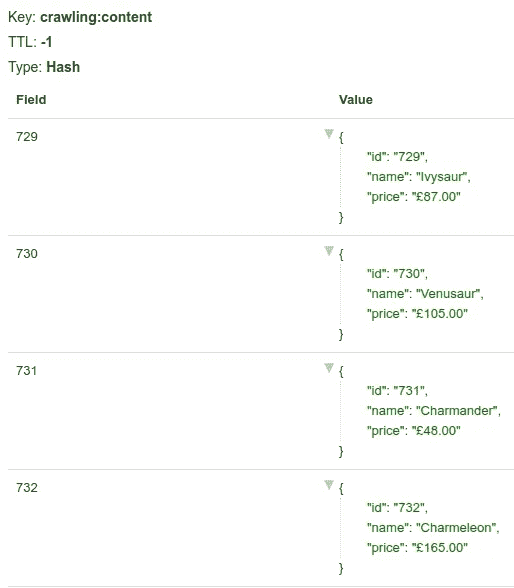 Key: crawling:content
TTL: -1
Type: Hash
Field Value
729 {
"id": "729",
"name": "Ivysaur",
"price": "£87.00"
}
730 {
"id": "730",
"name": "Venusaur",
"price": "£105.00"
}
731 {
"id": "731",
"name": "Charmander",
"price": "£48.00"
}
732 {
"id": "732",
"name": "Charmeleon",
"price": "£165.00"
}